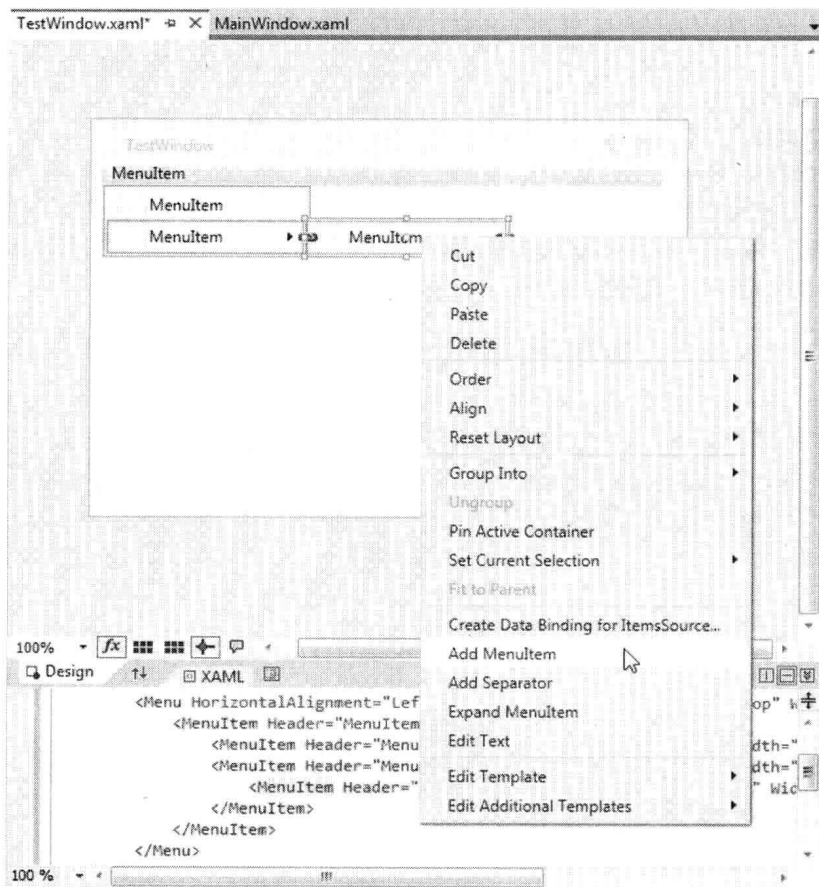 TestWindow.xaml* MainWindow.xaml
TestWindow
MenuItem
MenuItem
MenuItem MenuItem
Cut
Copy
Paste
Delete
Order
Align
Reset Layout
Group Into
Ungroup
Pin Active Container
Set Current Selection
Fit to Parent
Create Data Binding for ItemsSource...
Add MenuItem
Add Separator
Expand MenuItem
Edit Text
Edit Template
Edit Additional Templates
100% fx
Design XAML
<Menu HorizontalAlignment="Lef op" W
<MenuItem Header="MenuItem
<MenuItem Header="Menu dth="
<MenuItem Header="Menu dth="
<MenuItem Header=" " Wid
</MenuItem>
</MenuItem>
</Menu>
100 %